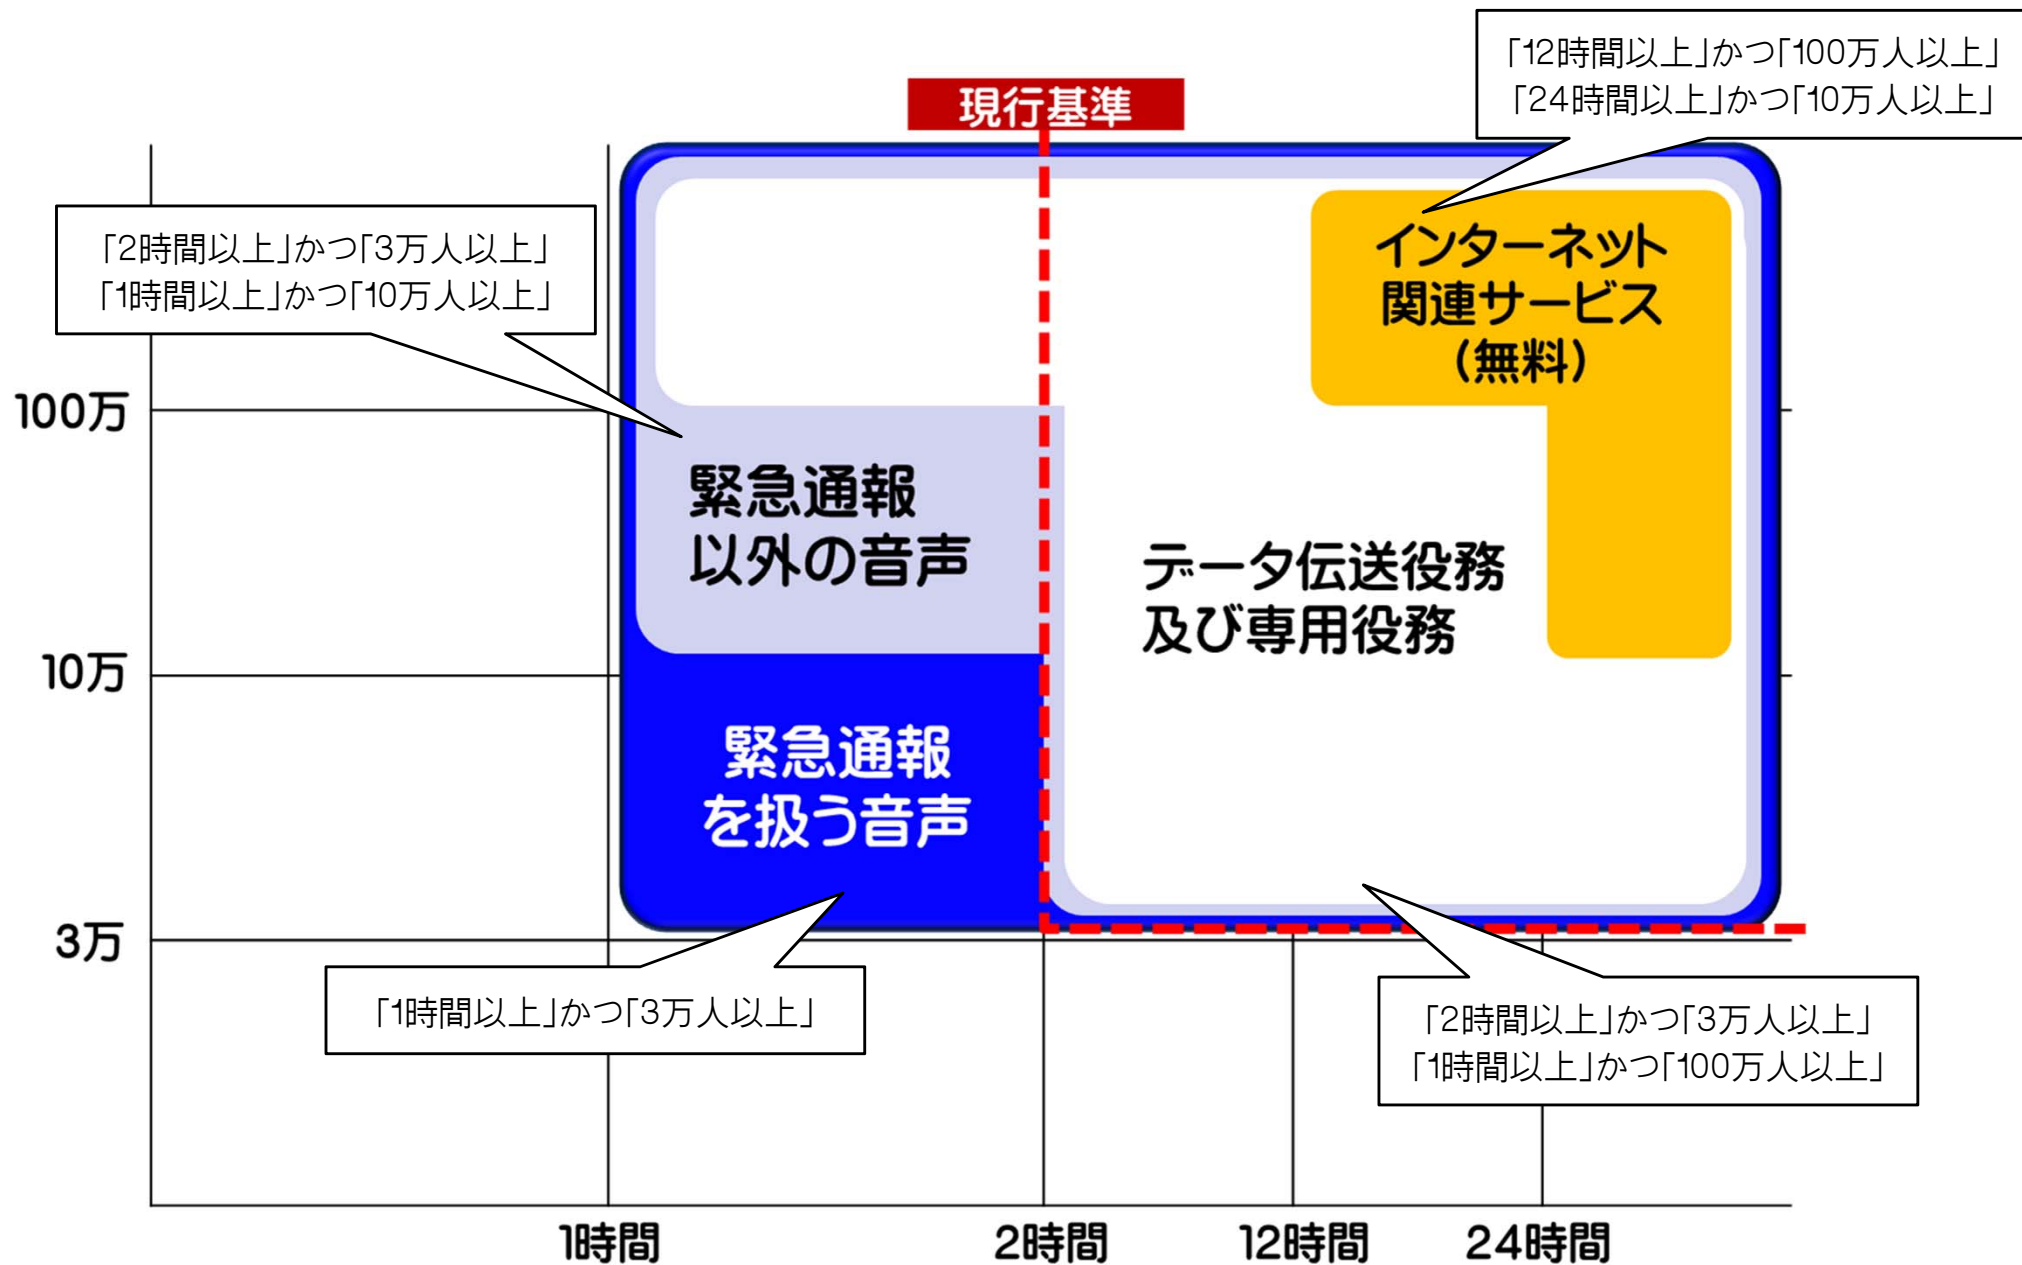 「12時間以上」かつ「100万人以上」
「24時間以上」かつ「10万人以上」
現行基準
「2時間以上」かつ「3万人以上」
「1時間以上」かつ「10万人以上」
インターネット
関連サービス
(無料)
100万
緊急通報
以外の音声
データ伝送役務
及び専用役務
10万
緊急通報
を扱う音声
3万
「1時間以上」かつ「3万人以上」
「2時間以上」かつ「3万人以上」
「1時間以上」かつ「100万人以上」
1時間
2時間
12時間
24時間